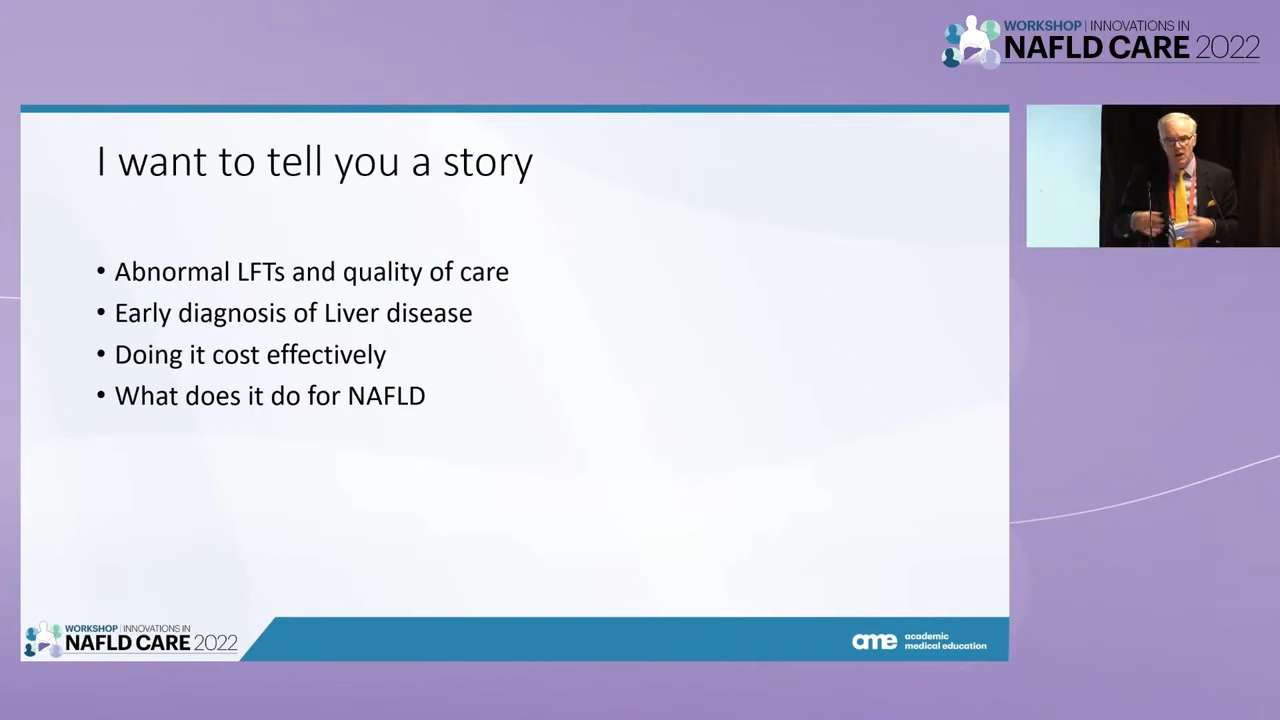 WORKSHOP | INNOVATIONS IN
NAFLD CARE 2022
I want to tell you a story
• Abnormal LFTs and quality of care
• Early diagnosis of Liver disease
• Doing it cost effectively
• What does it do for NAFLD
WORKSHOP | INNOVATIONS IN
NAFLD CARE 2022
ame academic
medical education